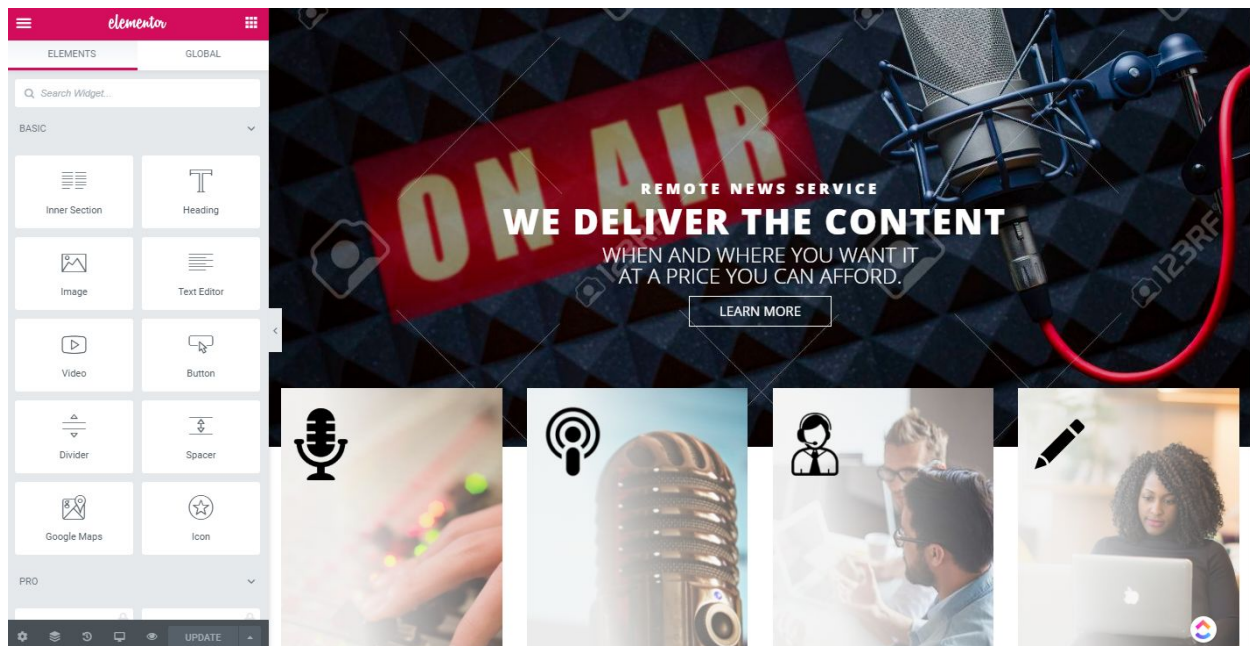 elementor
ELEMENTS GLOBAL
Search Widget...
BASIC
Inner Section Heading
Image Text Editor
Video Button
Divider Spacer
Google Maps Icon
PRO
UPDATE
ON AIR
REMOTE NEWS SERVICE
WE DELIVER THE CONTENT
WHEN AND WHERE YOU WANT IT
AT A PRICE YOU CAN AFFORD.
LEARN MORE
123RF
123RF
123RF